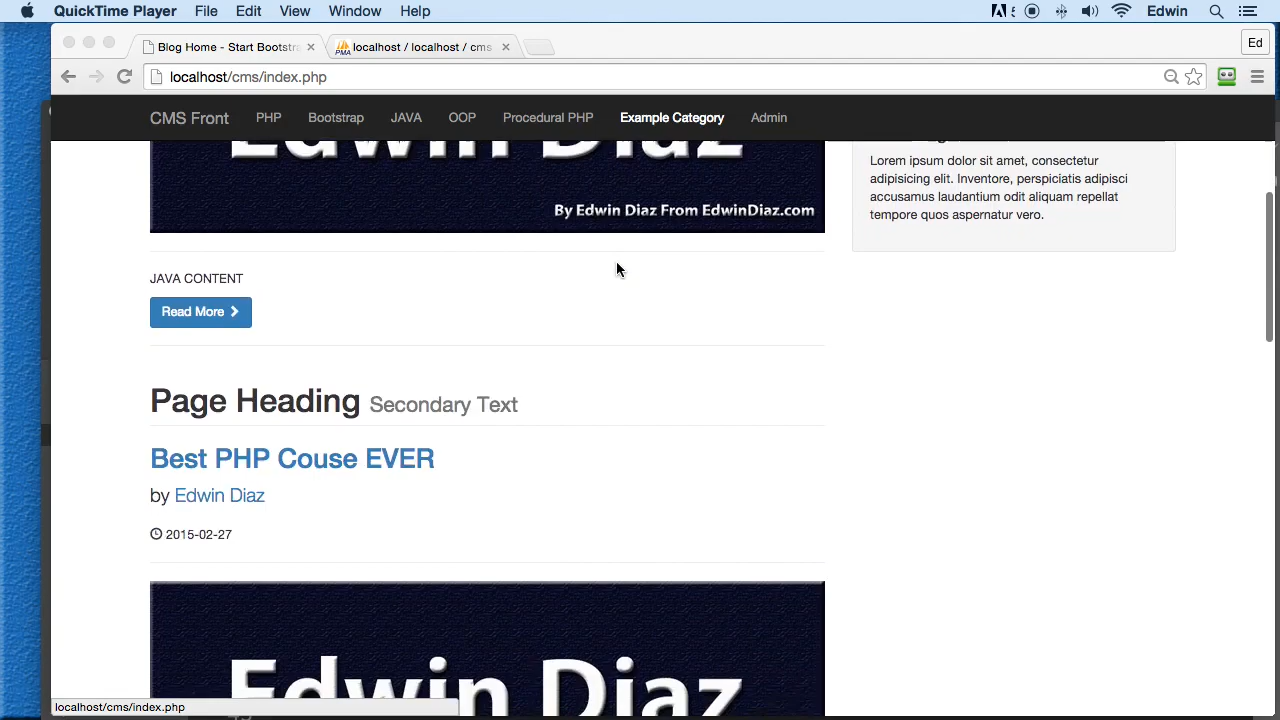 QuickTime Player File Edit View Window Help 5 Edwin
Blog Home - Start Bootstra localhost / localhost / cms Ed
localhost/cms/index.php
CMS Front PHP Bootstrap JAVA OOP Procedural PHP Example Category Admin
Edwin Diaz
By Edwin Diaz From EdwinDiaz.com
Lorem ipsum dolor sit amet, consectetur
adipisicing elit. Inventore, perspiciatis adipisci
accusamus laudantium odit aliquam repellat
tempore quos aspernatur vero.
JAVA CONTENT
Read More
Page Heading Secondary Text
Best PHP Couse EVER
by Edwin Diaz
2015-02-27
Edwin Diaz
localhost/cms/index.php